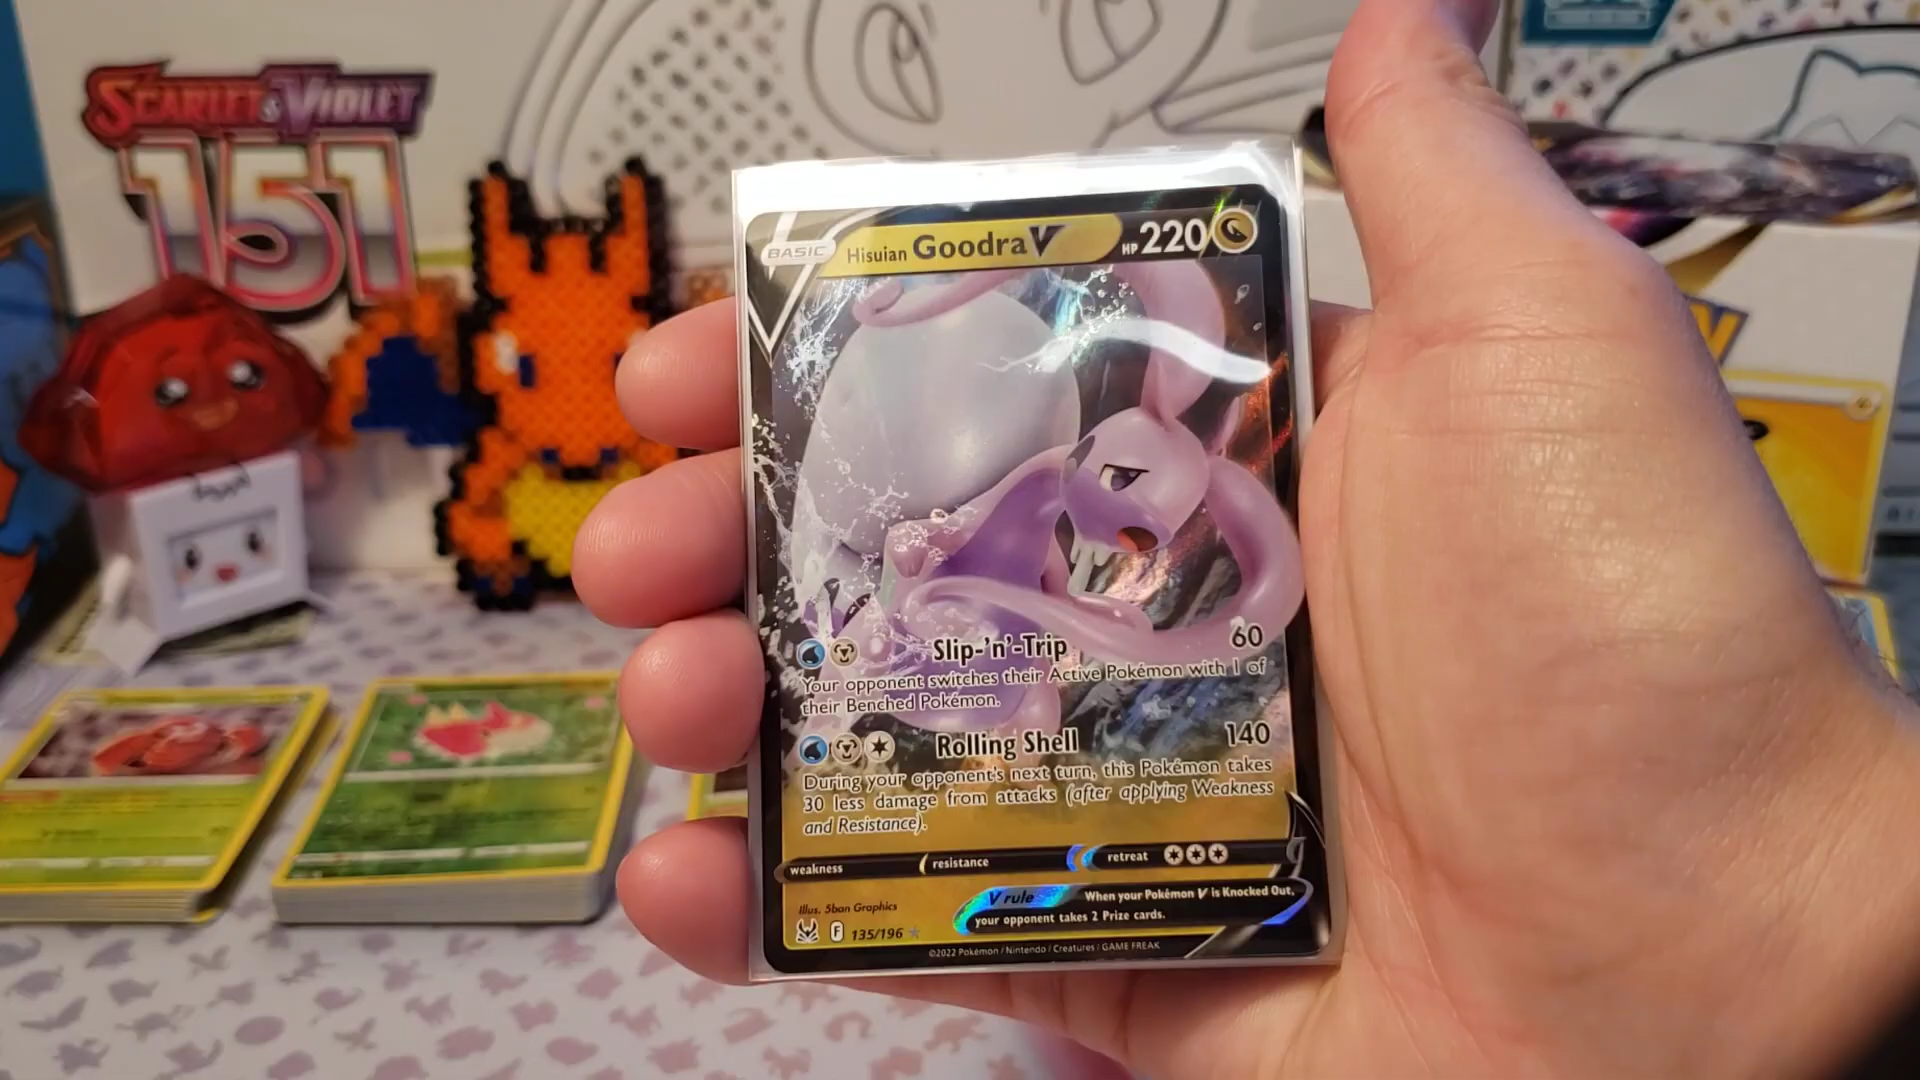 SCARLET & VIOLET
151
BASIC Hisuian Goodra V HP 220
Slip-'n'-Trip 60
Your opponent switches their Active Pokémon with 1 of
their Benched Pokémon.
Rolling Shell 140
During your opponent's next turn, this Pokémon takes
30 less damage from attacks (after applying Weakness
and Resistance).
weakness resistance retreat
V rule When your Pokémon V is Knocked Out,
your opponent takes 2 Prize cards.
Illus. 5ban Graphics
F 135/196
©2022 Pokémon / Nintendo / Creatures / GAME FREAK